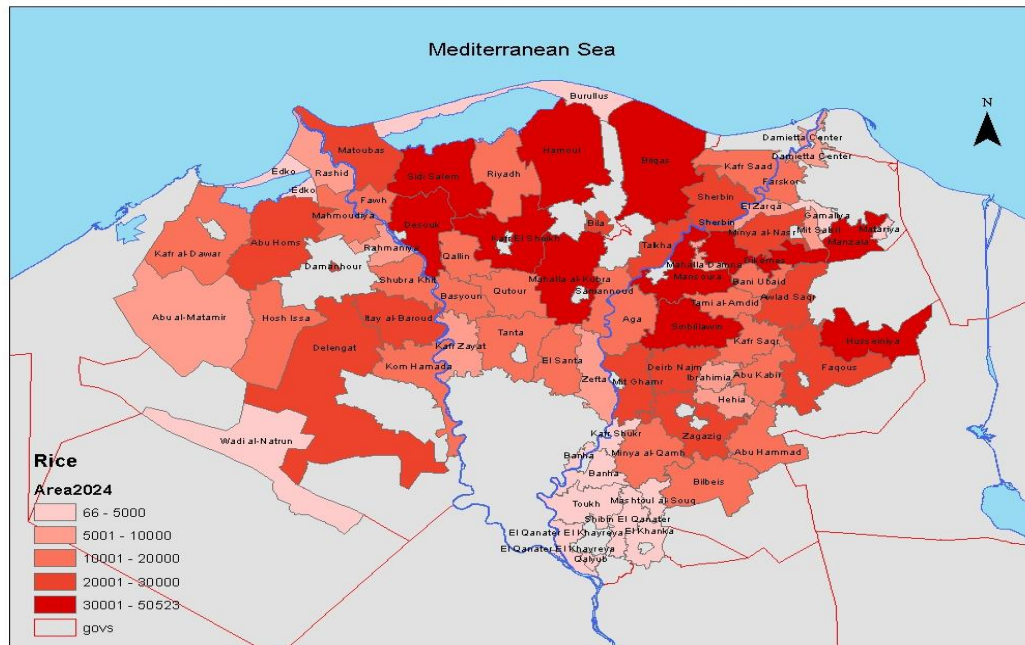 Mediterranean Sea
N
Burullus
Damietta Center
Damietta Center
Matoubas
Hamoul
Bilqas
Edko
Rashid
Sidi Salem
Riyadh
Kafr Saad
Farskor
Edko
Fawh
Sherbin
El Zarqa
Mahmoudiya
Desouk
Bila
Sherbin
Gamaliya
Abu Homs
Minya al-Nasr
Mit Salsil
Matariya
Kafr al-Dawar
Rahmaniya
Kafr El Sheikh
Talkha
Manzala
Damanhour
Qallin
Mahalla Damna
Dikernes
Shubra Khit
Mahalla al-Kobra
Mansoura
Bani Ubaid
Basyoun
Qutour
Samannoud
Awlad Saqr
Abu al-Matamir
Hosh Issa
Itay al-Baroud
Aga
Tami al-Amdid
Tanta
Sinbillawin
Kafr Saqr
Husseiniya
Delengat
Kafr Zayat
El Santa
Kom Hamada
Zefta
Mit Ghamr
Deirb Najm
Ibrahimia
Abu Kabir
Faqous
Hehia
Wadi al-Natrun
Kafr Shukr
Zagazig
Banha
Minya al-Qamh
Abu Hammad
Banha
Bilbeis
Toukh
Mashtoul al-Souq
Shibin El Qanater
El Qanater El Khayreya
El Khanka
El Qanater El Khayreya
Qalyub
Rice
Area2024
66 - 5000
5001 - 10000
10001 - 20000
20001 - 30000
30001 - 50523
govs